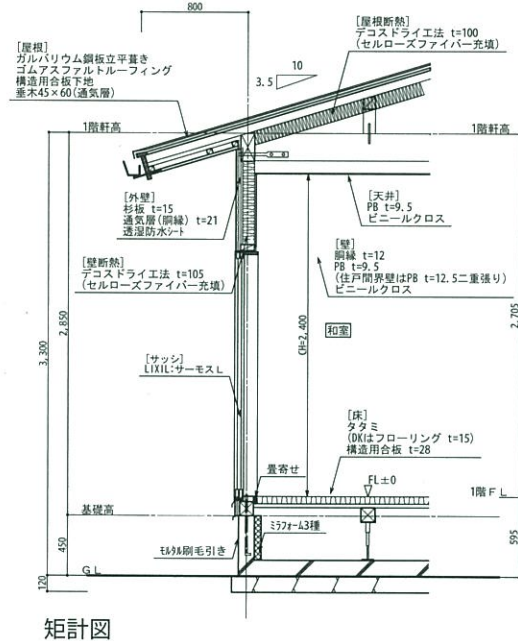 800
[屋根]
ガルバリウム鋼板立平葺き
ゴムアスファルトルーフィング
構造用合板下地
垂木45×60(通気層)
[屋根断熱]
デコスドライ工法 t=100
(セルローズファイバー充填)
10
3.5
1階軒高
1階軒高
[外壁]
杉板 t=15
通気層(胴縁) t=21
透湿防水シート
[天井]
PB t=9.5
ビニールクロス
[壁]
胴縁 t=12
PB t=9.5
(住戸間界壁はPB t=12.5二重張り)
ビニールクロス
[壁断熱]
デコスドライ工法 t=105
(セルローズファイバー充填)
3,300
2,850
CH=2,400
2,705
和室
[サッシ]
LIXIL:サーモスL
[床]
タタミ
(DKはフローリング t=15)
構造用合板 t=28
畳寄せ
FL±0
1階FL
基礎高
ミラフォーム3種
モルタル刷毛引き
450
595
GL
120
矩計図